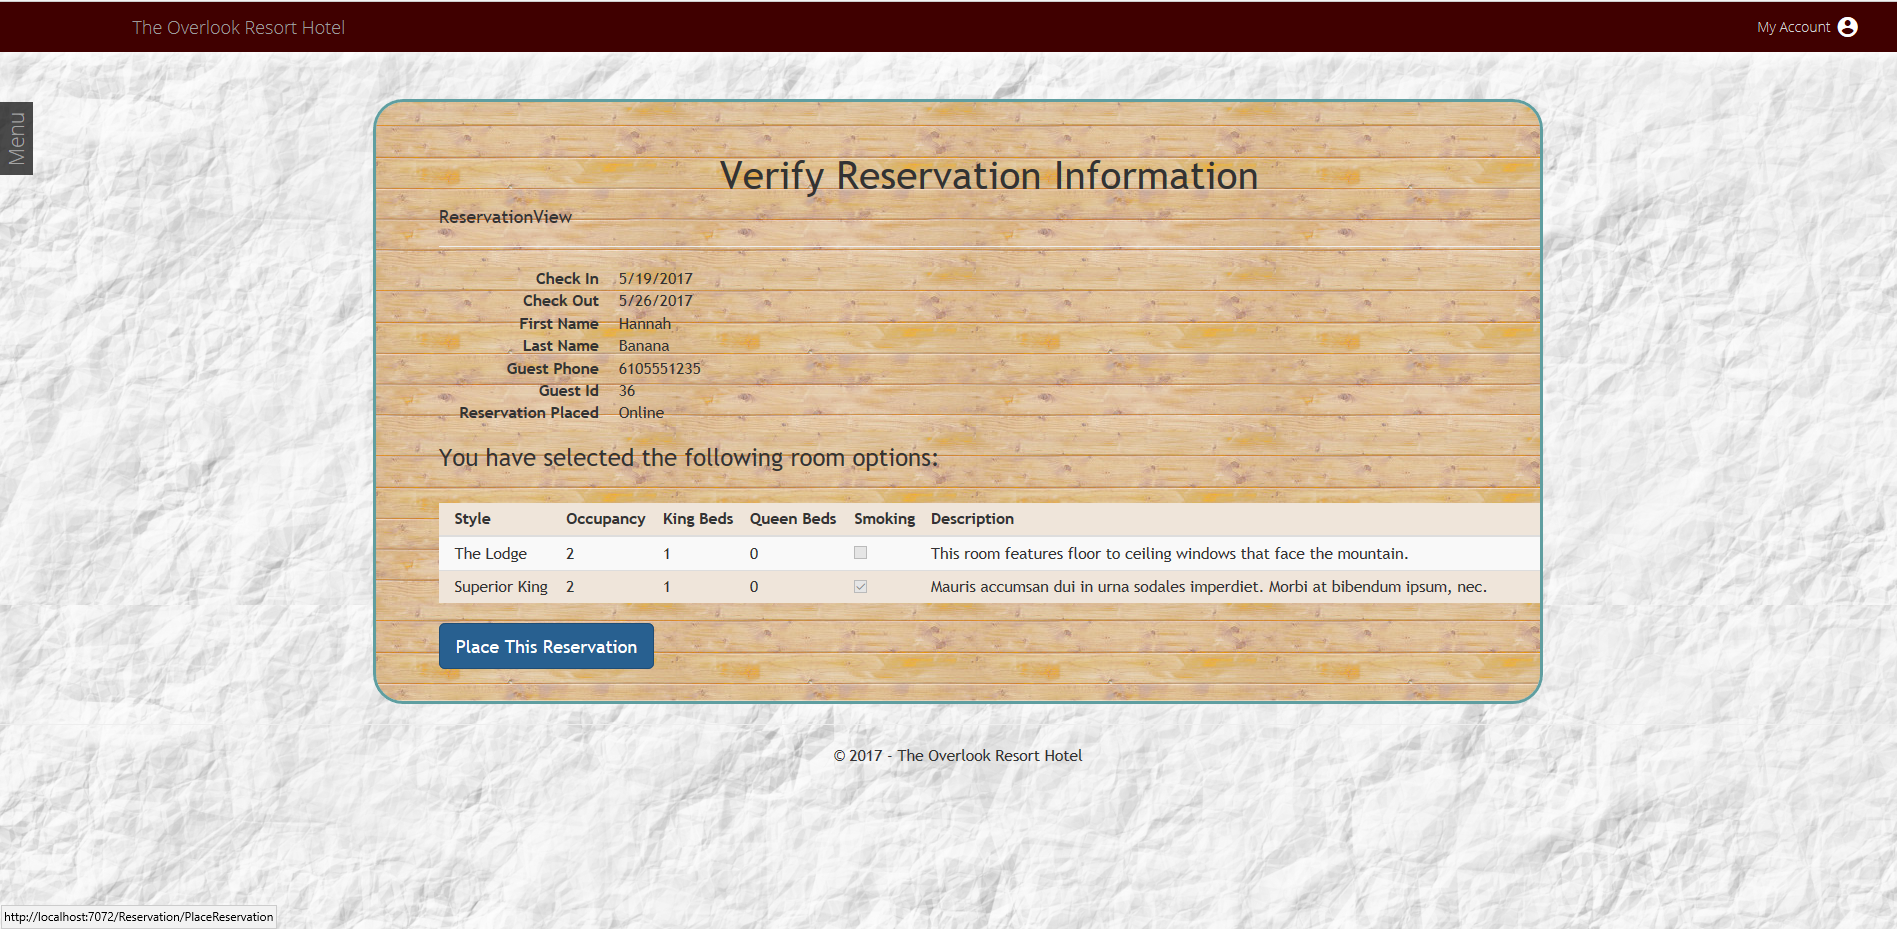 The Overlook Resort Hotel
My Account
Menu
Verify Reservation Information
ReservationView
Check In 5/19/2017
Check Out 5/26/2017
First Name Hannah
Last Name Banana
Guest Phone 6105551235
Guest Id 36
Reservation Placed Online
You have selected the following room options:
Style Occupancy King Beds Queen Beds Smoking Description
The Lodge 2 1 0 This room features floor to ceiling windows that face the mountain.
Superior King 2 1 0 Mauris accumsan dui in urna sodales imperdiet. Morbi at bibendum ipsum, nec.
Place This Reservation
© 2017 - The Overlook Resort Hotel
http://localhost:7072/Reservation/PlaceReservation